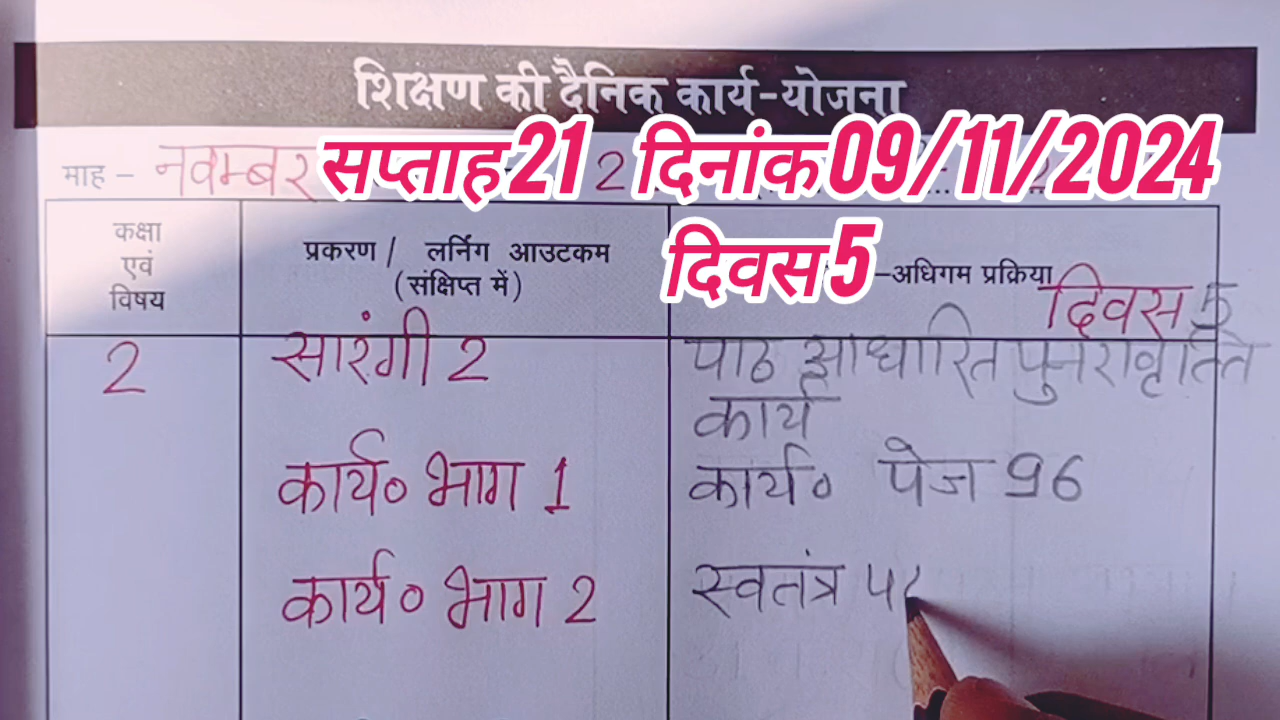 शिक्षण की दैनिक कार्य-योजना
माह - नवम्बर सप्ताह 21 2 दिनांक 09/11/2024
दिवस 5
कक्षा एवं विषय
प्रकरण / लर्निंग आउटकम
(संक्षिप्त में)
-अधिगम प्रक्रिया
दिवस 5
2 सारंगी 2 पाठ आधारित पुनरावृत्ति
कार्य
कार्य० भाग 1 कार्य० पेज 96
कार्य० भाग 2 स्वतंत्र